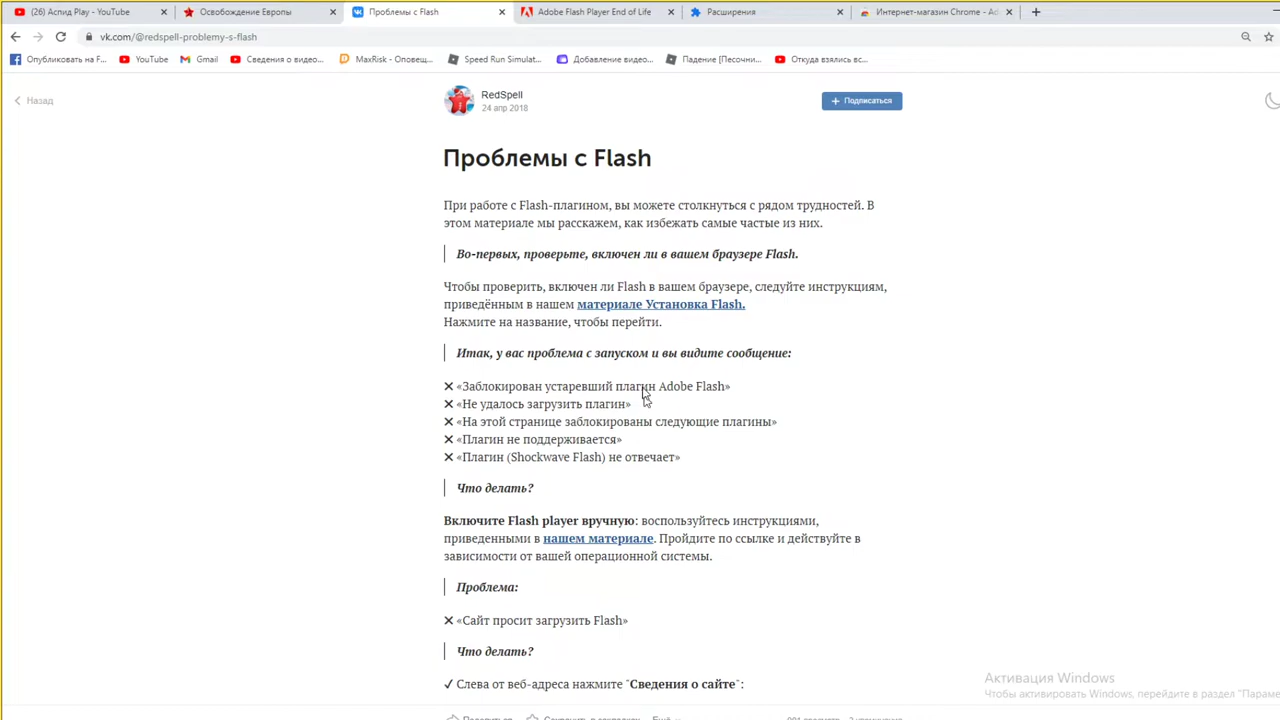 (26) Аспид Play - YouTube
Освобождение Европы
Проблемы с Flash
Adobe Flash Player End of Life
Расширения
Интернет-магазин Chrome - Ad
vk.com/@redspell-problemy-s-flash
Опубликовать на F...
YouTube
Gmail
Сведения о видео...
MaxRisk - Оповещ...
Speed Run Simulat...
Добавление видео...
Падение [Песочни...
Откуда взялись вс...
Назад
RedSpell
24 апр 2018
Подписаться
Проблемы с Flash
При работе с Flash-плагином, вы можете столкнуться с рядом трудностей. В
этом материале мы расскажем, как избежать самые частые из них.
Во-первых, проверьте, включен ли в вашем браузере Flash.
Чтобы проверить, включен ли Flash в вашем браузере, следуйте инструкциям,
приведённым в нашем материале Установка Flash.
Нажмите на название, чтобы перейти.
Итак, у вас проблема с запуском и вы видите сообщение:
❌ «Заблокирован устаревший плагин Adobe Flash»
❌ «Не удалось загрузить плагин»
❌ «На этой странице заблокированы следующие плагины»
❌ «Плагин не поддерживается»
❌ «Плагин (Shockwave Flash) не отвечает»
Что делать?
Включите Flash player вручную: воспользуйтесь инструкциями,
приведенными в нашем материале. Пройдите по ссылке и действуйте в
зависимости от вашей операционной системы.
Проблема:
❌ «Сайт просит загрузить Flash»
Что делать?
✓ Слева от веб-адреса нажмите "Сведения о сайте":
Активация Windows
Чтобы активировать Windows, перейдите в раздел "Параме